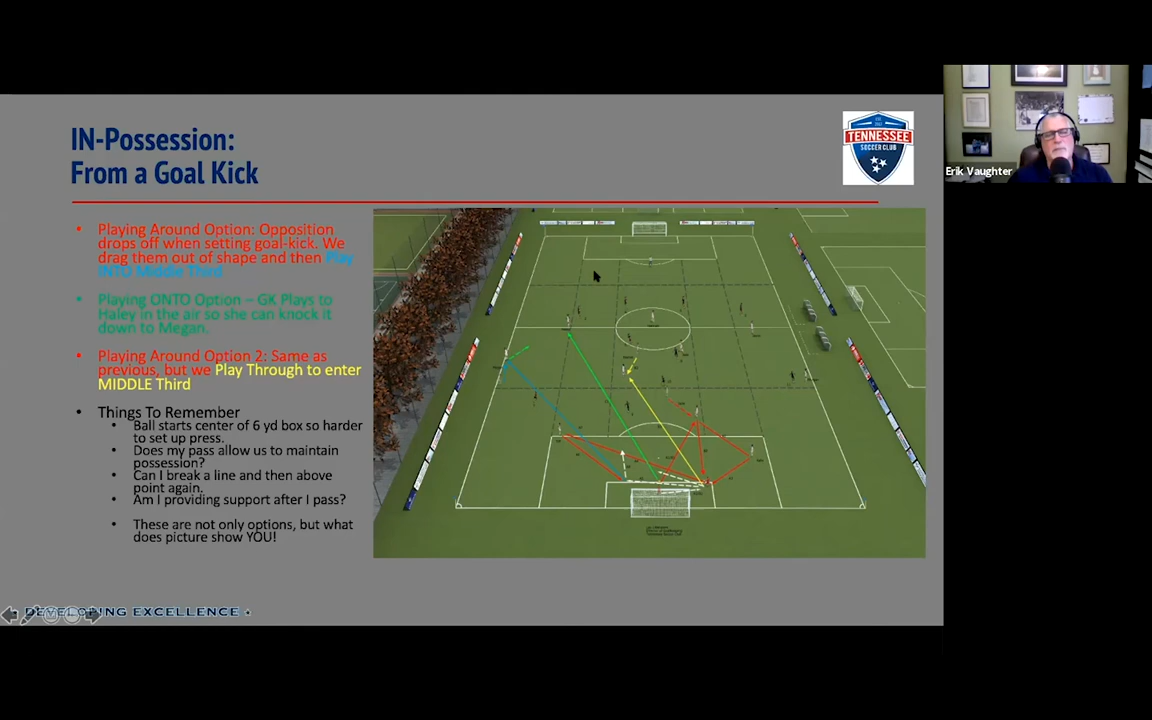 IN-Possession:
From a Goal Kick
TENNESSEE
SOCCER CLUB
Erik Vaughter
• Playing Around Option: Opposition
drops off when setting goal-kick. We
drag them out of shape and then Play
INTO Middle Third
• Playing ONTO Option – GK Plays to
Haley in the air so she can knock it
down to Megan.
• Playing Around Option 2: Same as
previous, but we Play Through to enter
MIDDLE Third
• Things To Remember
• Ball starts center of 6 yd box so harder
to set up press.
• Does my pass allow us to maintain
possession?
• Can I break a line and then above
point again.
• Am I providing support after I pass?
• These are not only options, but what
does picture show YOU!
DEVELOPING EXCELLENCE